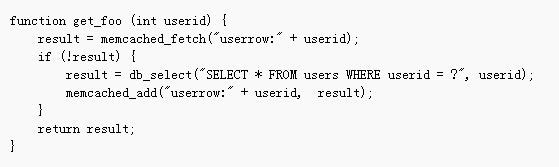 function get_foo (int userid) {
    result = memcached_fetch("userrow:" + userid);
    if (!result) {
        result = db_select("SELECT * FROM users WHERE userid = ?", userid);
        memcached_add("userrow:" + userid,  result);
    }
    return result;
}